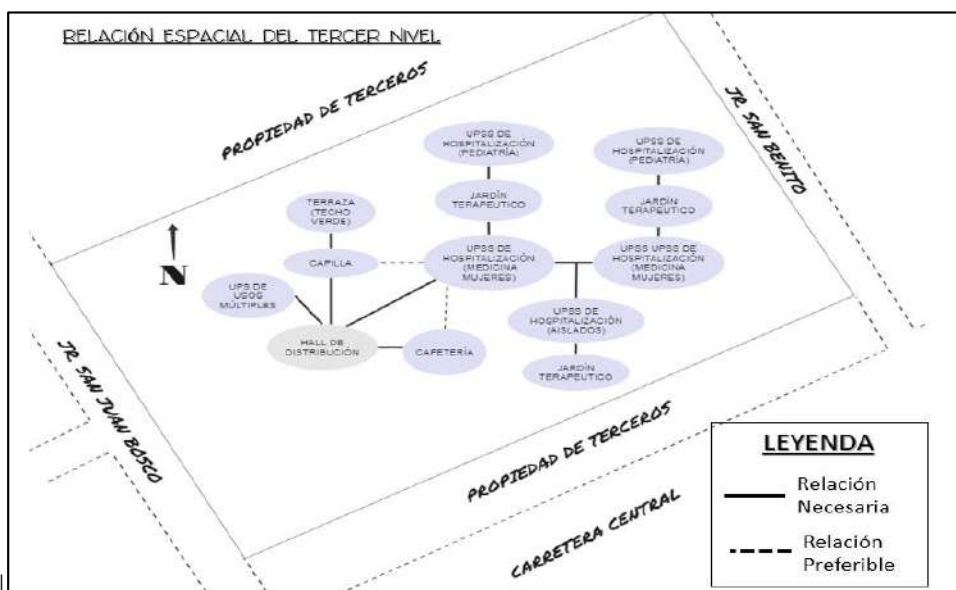 RELACIÓN ESPACIAL DEL TERCER NIVEL
PROPIEDAD DE TERCEROS
JR. SAN BENITO
UPSS DE
HOSPITALIZACIÓN
(PEDIATRÍA)
UPSS DE
HOSPITALIZACIÓN
(PEDIATRÍA)
TERRAZA
(TECHO
VERDE)
JARDÍN
TERAPEUTICO
JARDÍN
TERAPEUTICO
N
CAPILLA
UPSS DE
HOSPITALIZACIÓN
(MEDICINA
MUJERES)
UPSS UPSS DE
HOSPITALIZACIÓN
(MEDICINA
MUJERES)
UPS DE
USOS
MÚLTIPLES
UPSS DE
HOSPITALIZACIÓN
(AISLADOS)
HALL DE
DISTRIBUCIÓN
CAFETERÍA
JARDÍN
TERAPEUTICO
JR. SAN JUAN BOSCO
PROPIEDAD DE TERCEROS
CARRETERA CENTRAL
LEYENDA
Relación
Necesaria
Relación
Preferible